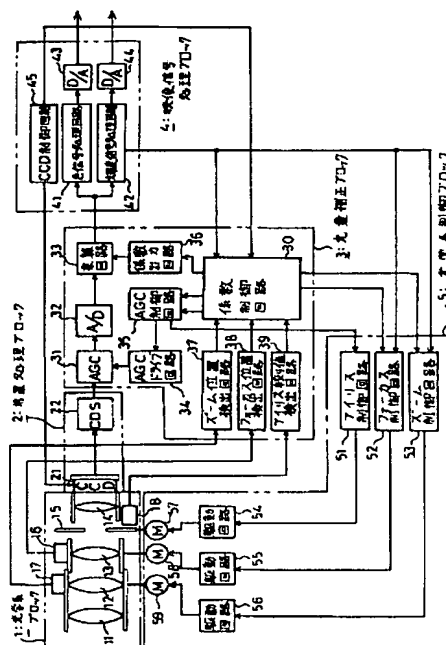 1:光学系ブロック
2:前置処理ブロック
3:光量補正ブロック
4:映像信号処理ブロック
5:光学系制御ブロック
11
12
13
14
15
16
17
18
21
CCD
22
CDS
31
AGC
32
A/D
33
乗算回路
34
AGCドライブ回路
35
AGC制御回路
36
係数出力回路
37
ズーム位置検出回路
38
フォーカス位置検出回路
39
アイリス絞り値検出回路
30
係数制御回路
41
色信号処理回路
42
輝度信号処理回路
43
D/A
44
D/A
45
CCD制御回路
51
アイリス制御回路
52
フォーカス制御回路
53
ズーム制御回路
54
駆動回路
55
駆動回路
56
駆動回路
57
M
58
M
59
M